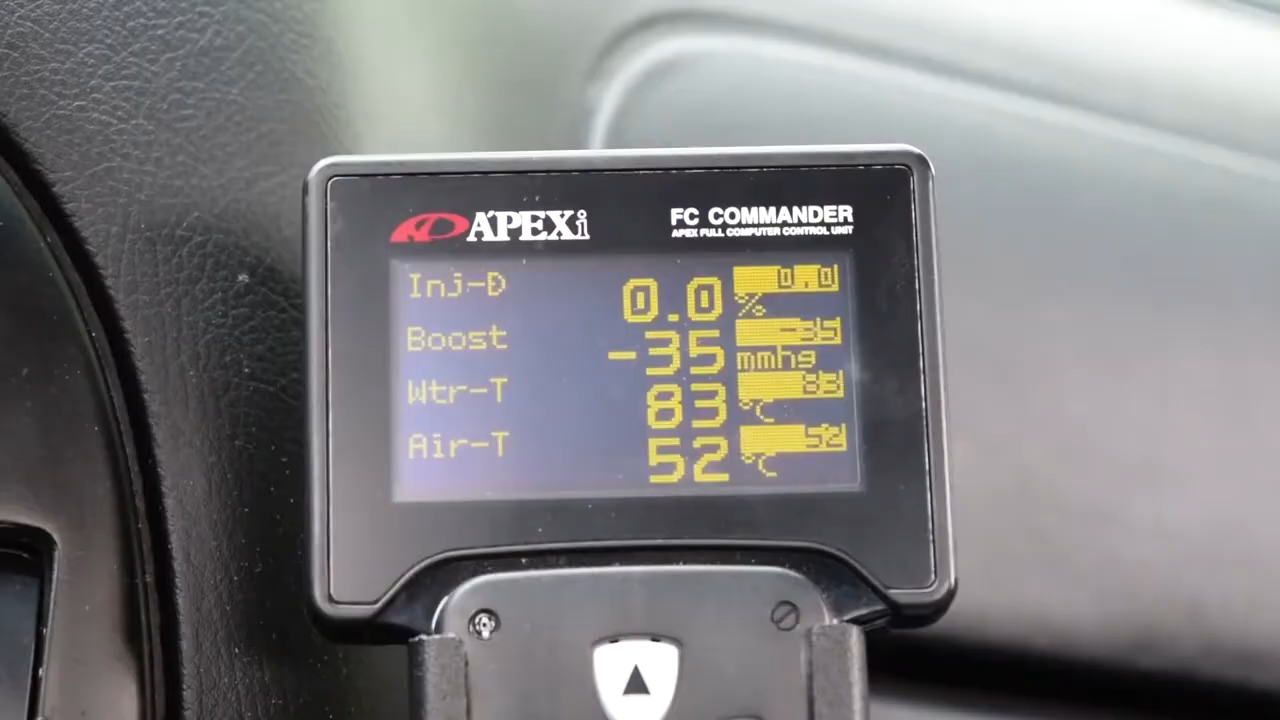 A'PEXi
FC COMMANDER
APEX FULL COMPUTER CONTROL UNIT
Inj-D 0.0 % 0.0
Boost -35 mmhg -35
Wtr-T 83 °C 83
Air-T 52 °C 52